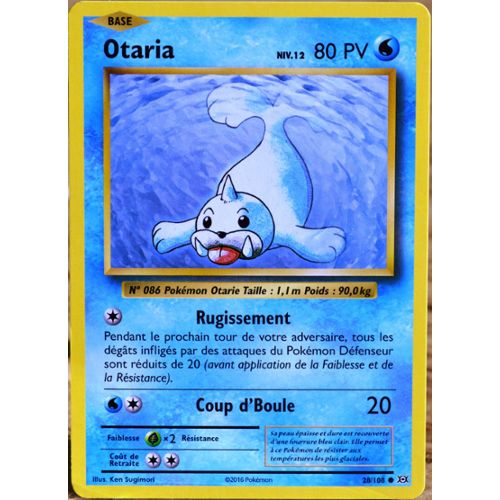 BASE
Otaria NIV.12 80 PV
N° 086 Pokémon Otarie Taille : 1,1 m Poids : 90,0 kg
Rugissement
Pendant le prochain tour de votre adversaire, tous les
dégâts infligés par des attaques du Pokémon Défenseur
sont réduits de 20 (avant application de la Faiblesse et de
la Résistance).
Coup d'Boule 20
Faiblesse ×2 Résistance
Coût de
Retraite
Sa peau épaisse et dure est recouverte
d'une fourrure bleu clair. Elle permet
à ce Pokémon de résister aux
températures les plus glaciales.
Illus. Ken Sugimori ©2016 Pokémon 28/108